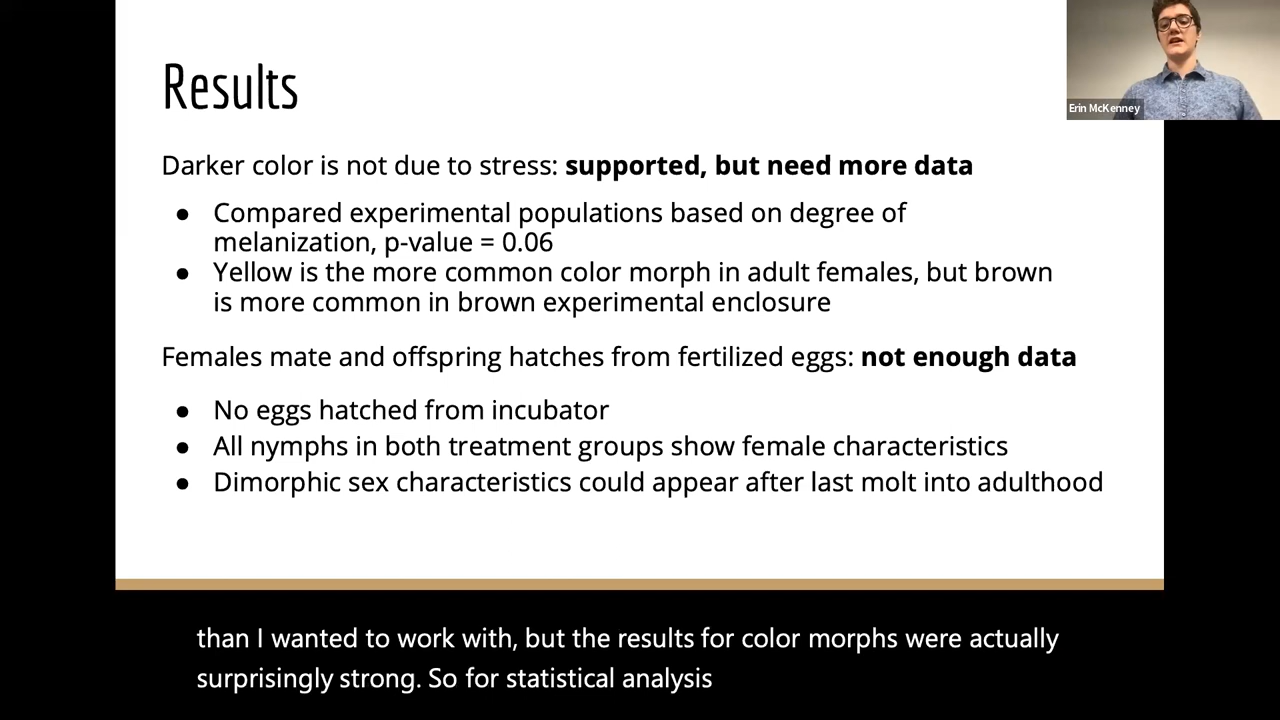 Results
Erin McKenney
Darker color is not due to stress: supported, but need more data
● Compared experimental populations based on degree of
melanization, p-value = 0.06
● Yellow is the more common color morph in adult females, but brown
is more common in brown experimental enclosure
Females mate and offspring hatches from fertilized eggs: not enough data
● No eggs hatched from incubator
● All nymphs in both treatment groups show female characteristics
● Dimorphic sex characteristics could appear after last molt into adulthood
than I wanted to work with, but the results for color morphs were actually
surprisingly strong. So for statistical analysis